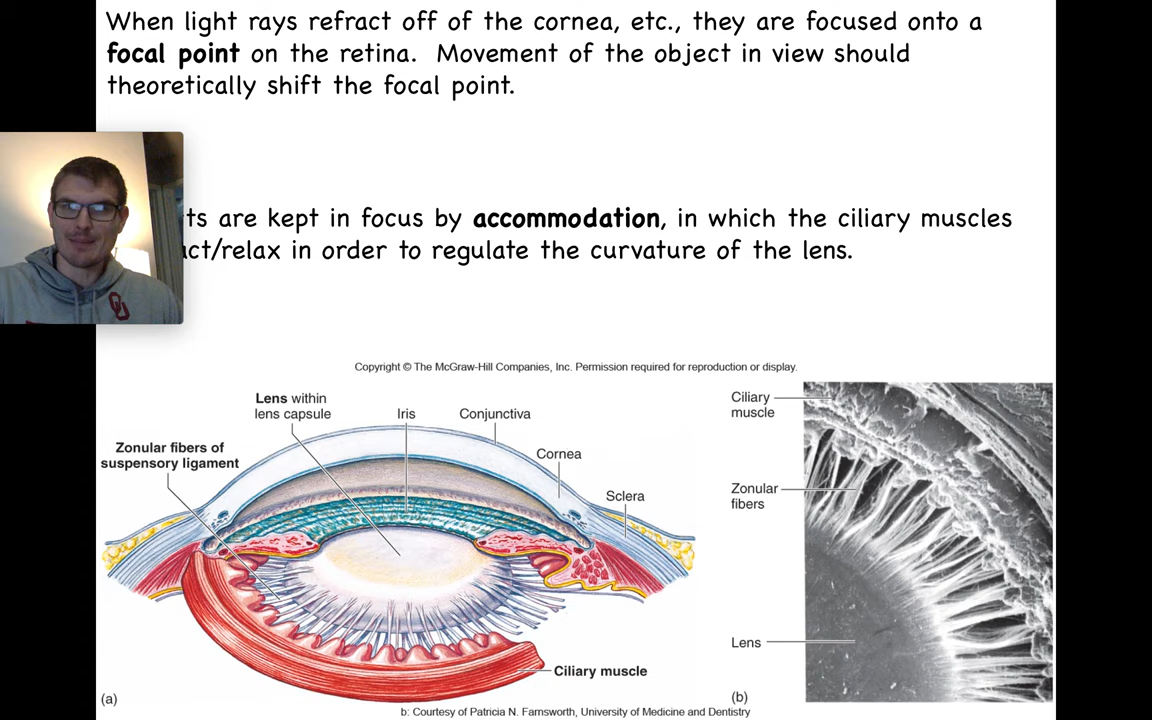 When light rays refract off of the cornea, etc., they are focused onto a
focal point on the retina. Movement of the object in view should
theoretically shift the focal point.
are kept in focus by accommodation, in which the ciliary muscles
relax in order to regulate the curvature of the lens.
Copyright © The McGraw-Hill Companies, Inc. Permission required for reproduction or display.
Lens within
lens capsule
Iris
Conjunctiva
Zonular fibers of
suspensory ligament
Cornea
Sclera
Ciliary muscle
(a)
Ciliary
muscle
Zonular
fibers
Lens
(b)
b: Courtesy of Patricia N. Farnsworth, University of Medicine and Dentistry
OU